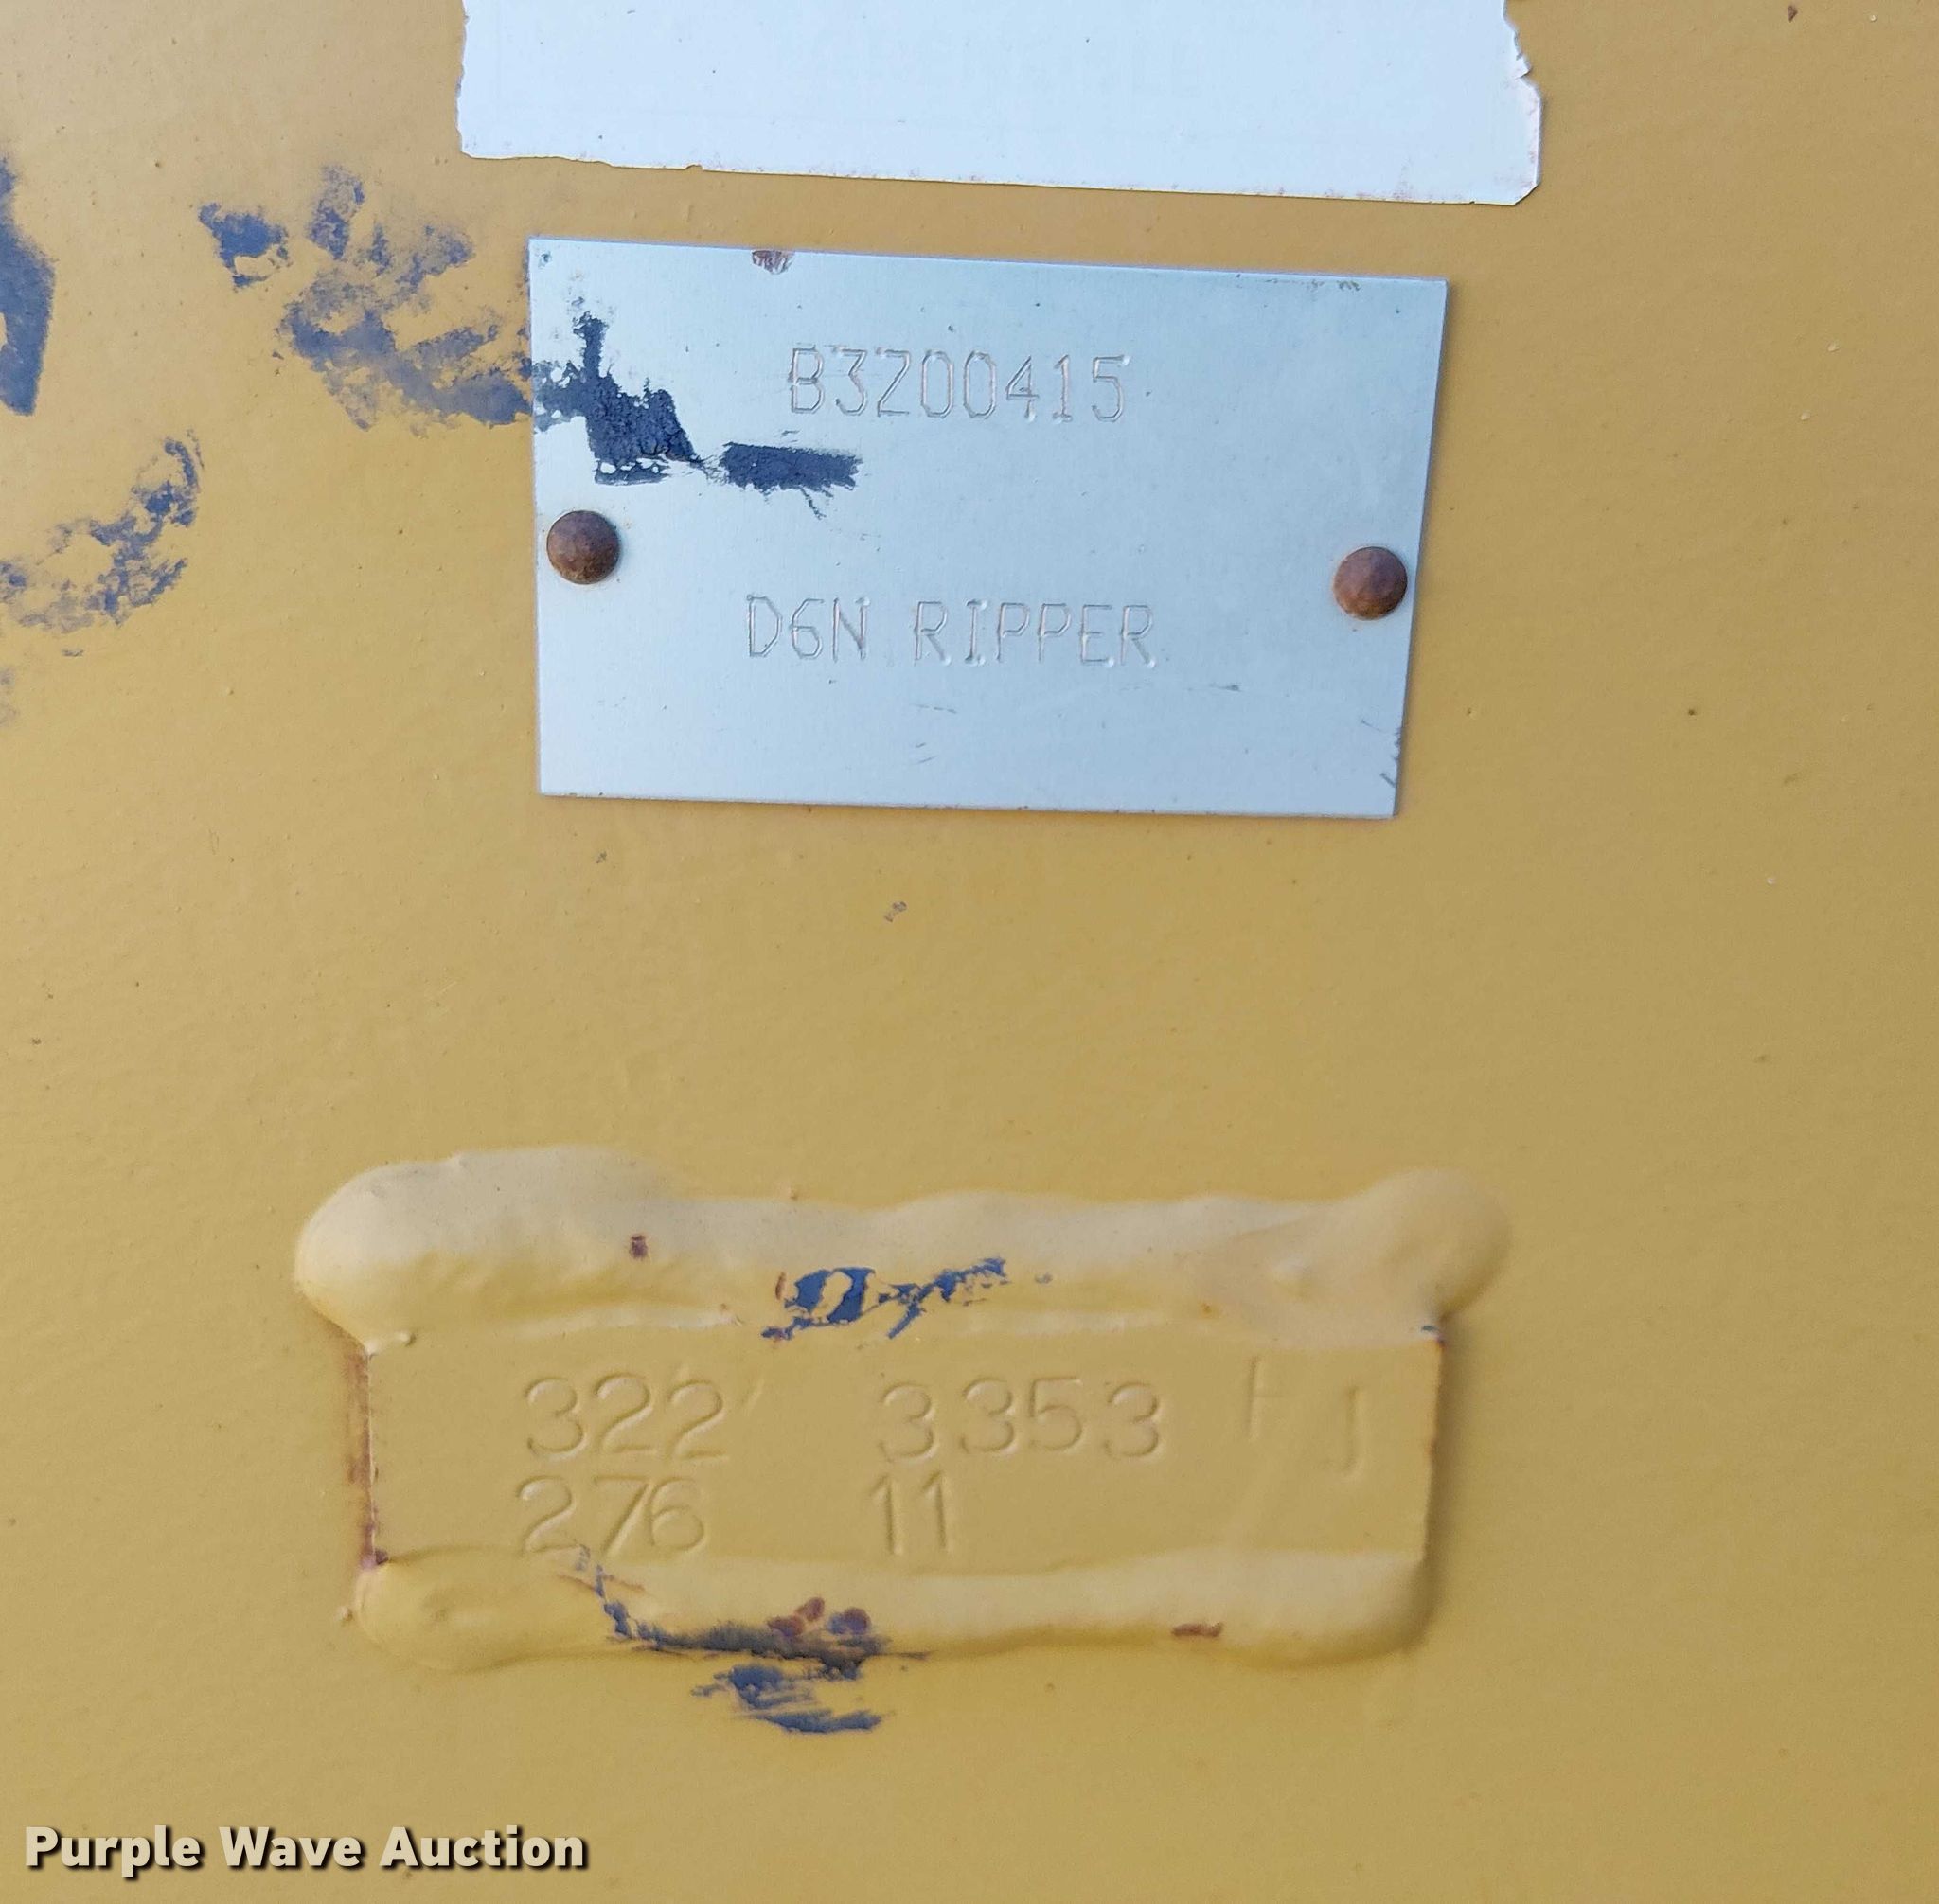 B3Z00415
D6N RIPPER
322 3353
276 11
Purple Wave Auction